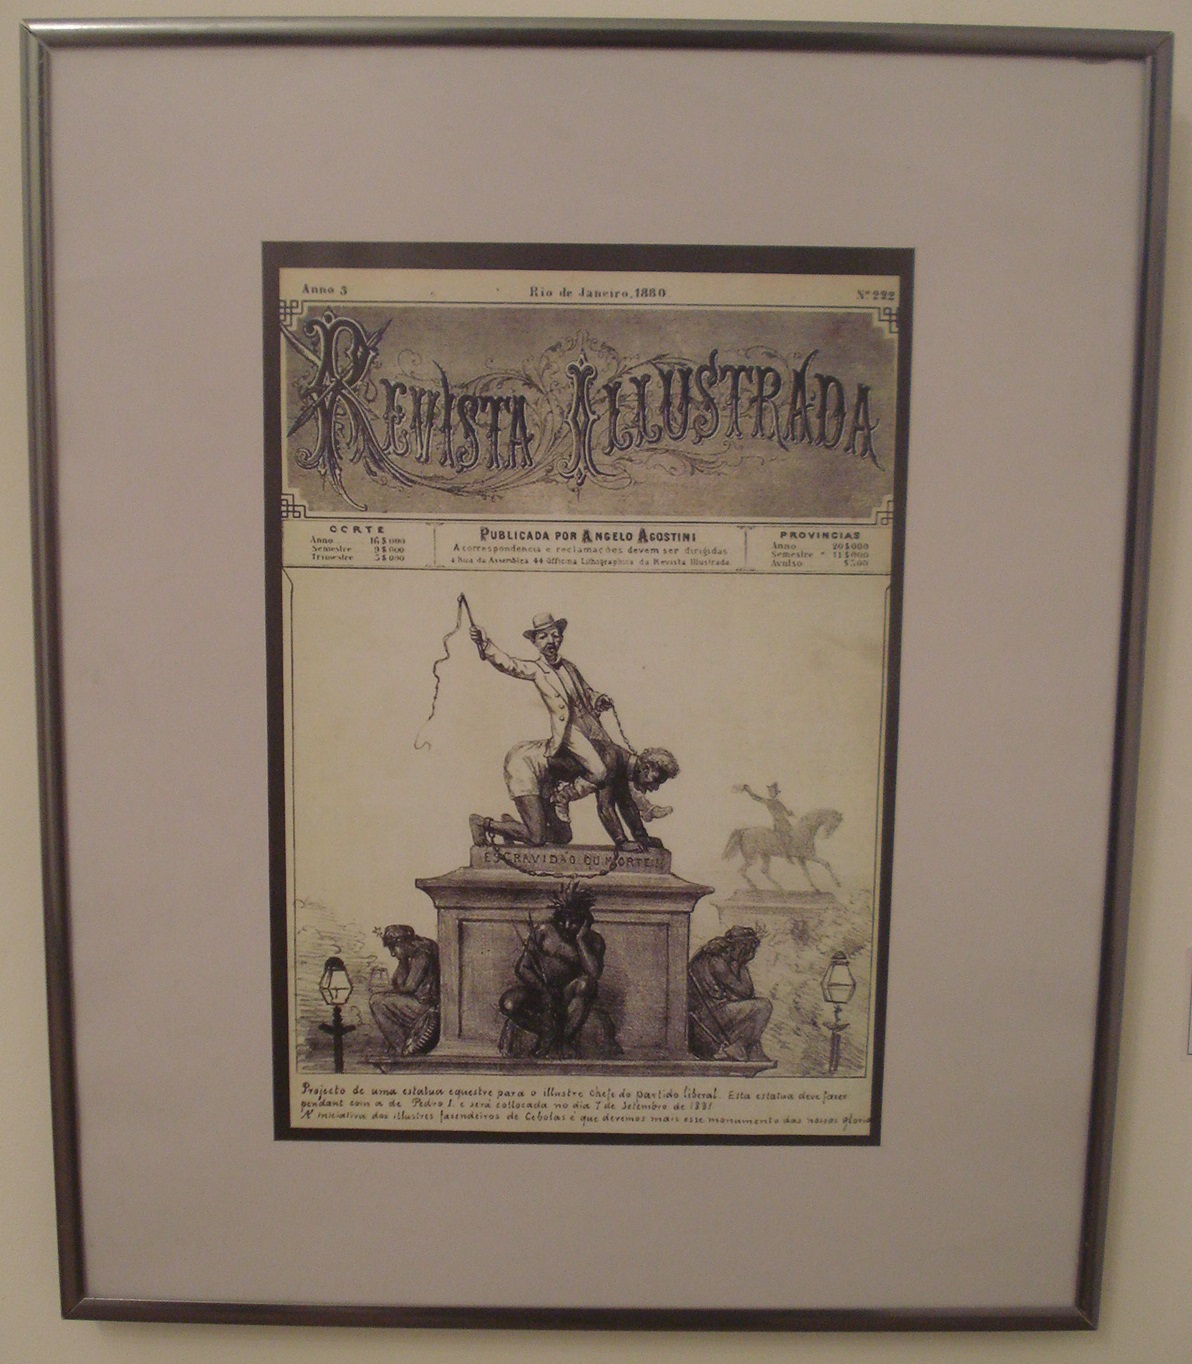 Anno 5
Rio de Janeiro, 1880
Nº 222
REVISTA ILLUSTRADA
CORTE
Anno 16$000
Semestre 9$000
Trimestre 5$000
PUBLICADA POR ANGELO AGOSTINI
A correspondencia e reclamações devem ser dirigidas
a Rua da Assemblea 44 Officina Lithographica da Revista Illustrada.
PROVINCIAS
Anno 20$000
Semestre 11$000
Avulso
ESCRAVIDÃO OU MORTE!
Projecto de uma estatua equestre para o illustre chefe do partido liberal. Esta estatua deve fazer
pendant com a de Pedro I. e será collocada no dia 7 de Setembro de 1881
A' iniciativa dos illustres fazendeiros de Cebolas é que devemos mais esse monumento das nossas gloria